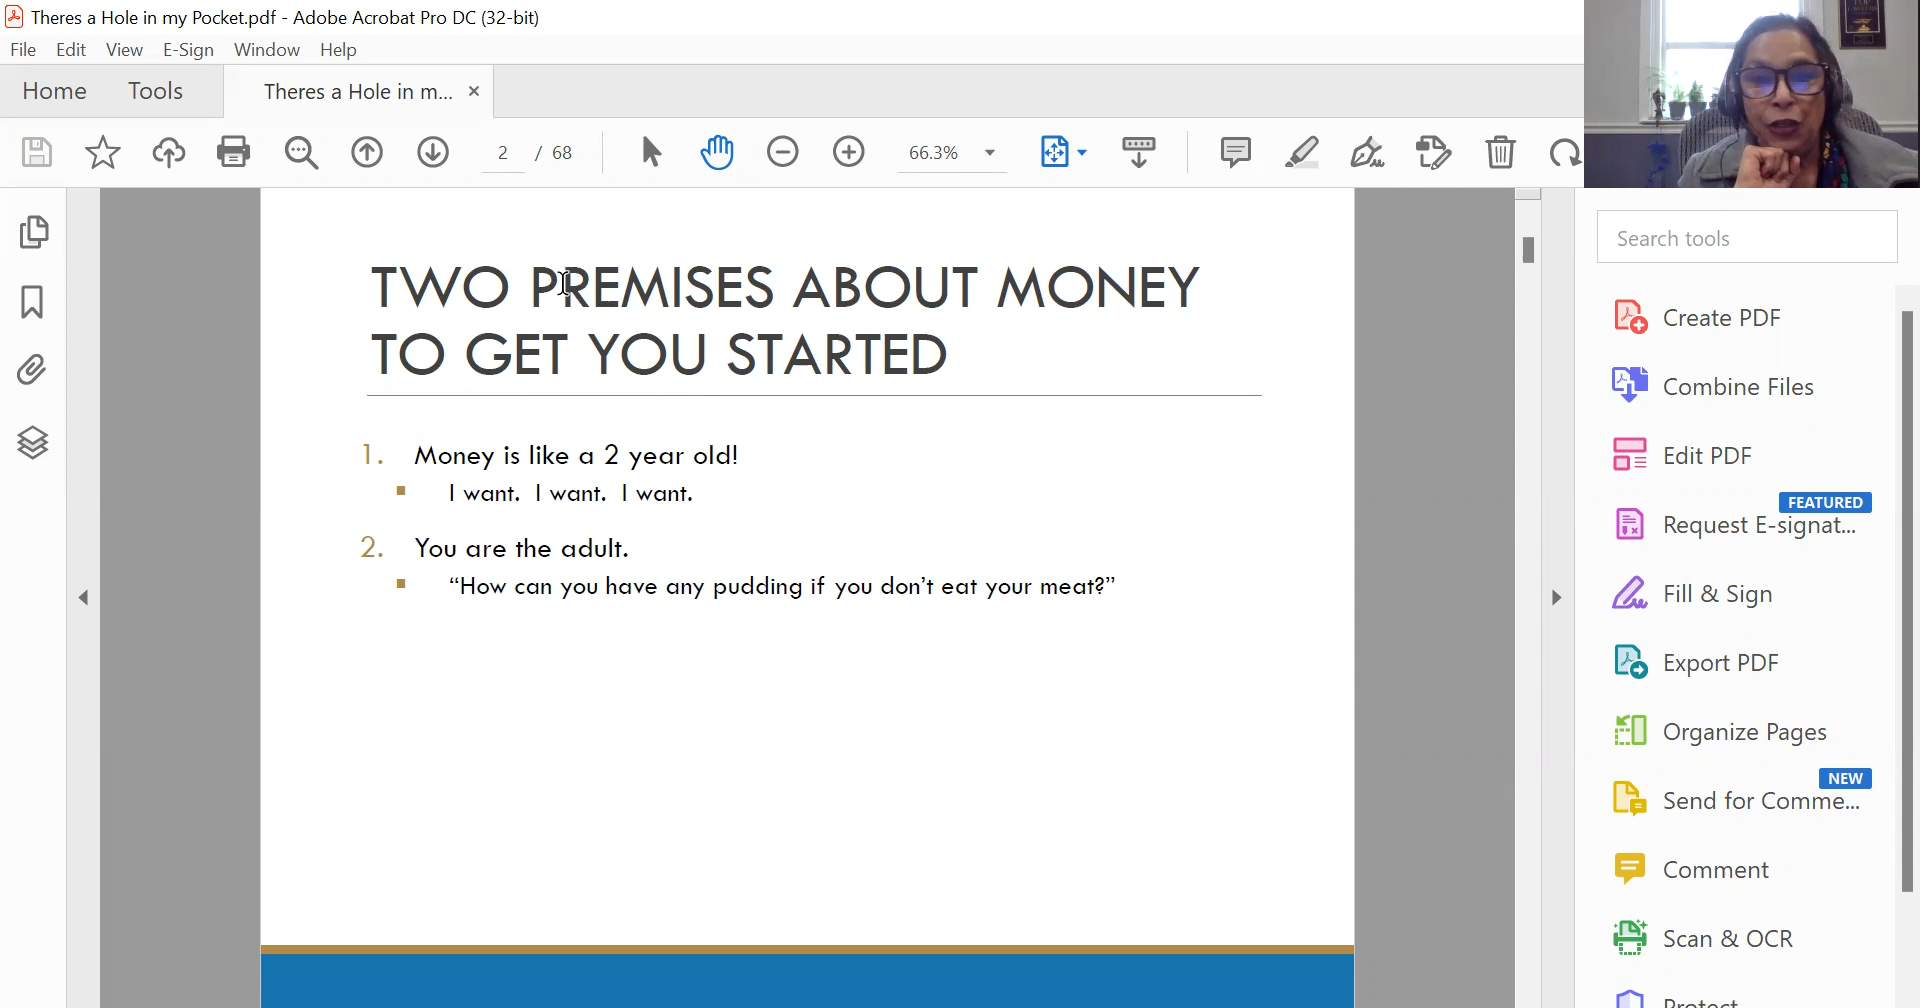 Theres a Hole in my Pocket.pdf - Adobe Acrobat Pro DC (32-bit)
File Edit View E-Sign Window Help
Home Tools Theres a Hole in m... ×
2 / 68 66.3%
TWO PREMISES ABOUT MONEY
TO GET YOU STARTED
1. Money is like a 2 year old!
▪ I want. I want. I want.
2. You are the adult.
▪ “How can you have any pudding if you don’t eat your meat?”
Search tools
Create PDF
Combine Files
Edit PDF
FEATURED
Request E-signat...
Fill & Sign
Export PDF
Organize Pages
NEW
Send for Comme...
Comment
Scan & OCR
Protect